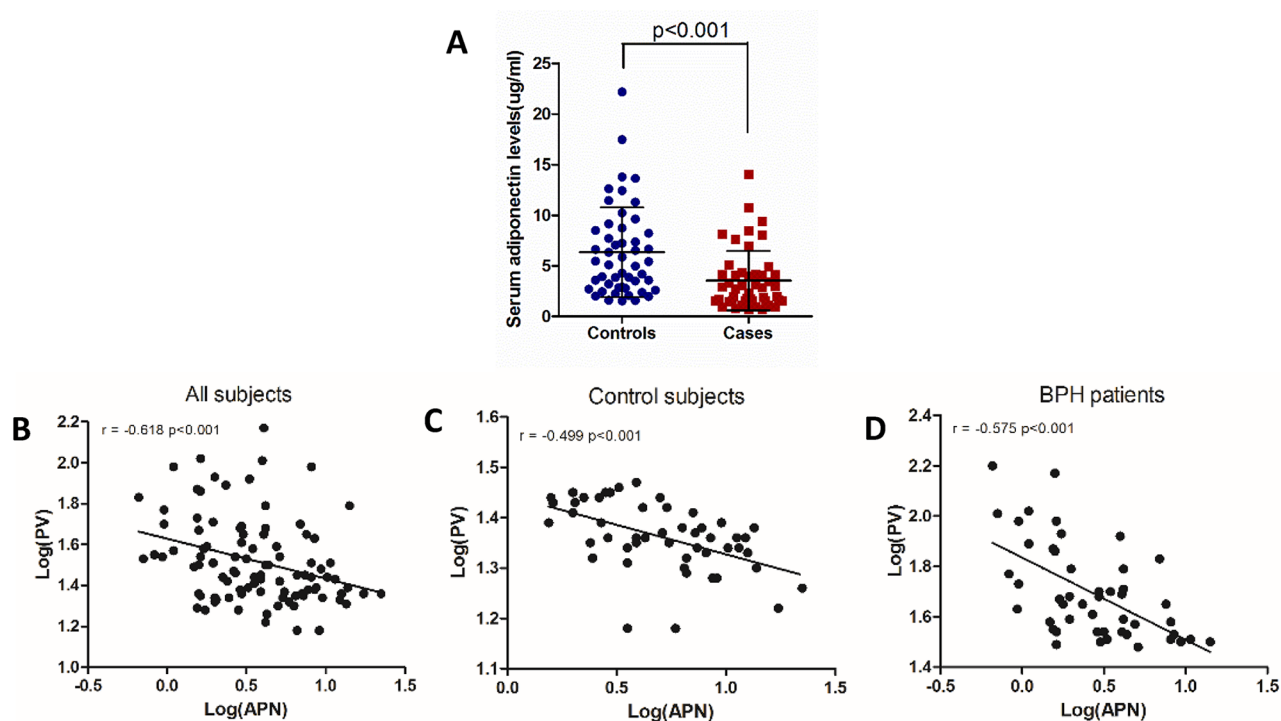 A
p<0.001
Serum adiponectin levels(ug/ml)
25
20
15
10
5
0
Controls
Cases
B
All subjects
r = -0.618 p<0.001
Log(PV)
2.2
2.0
1.8
1.6
1.4
1.2
1.0
-0.5
0.0
0.5
1.0
1.5
Log(APN)
C
Control subjects
r = -0.499 p<0.001
Log(PV)
1.6
1.5
1.4
1.3
1.2
1.1
0.0
0.5
1.0
1.5
Log(APN)
D
BPH patients
r = -0.575 p<0.001
Log(PV)
2.4
2.2
2.0
1.8
1.6
1.4
-0.5
0.0
0.5
1.0
1.5
Log(APN)